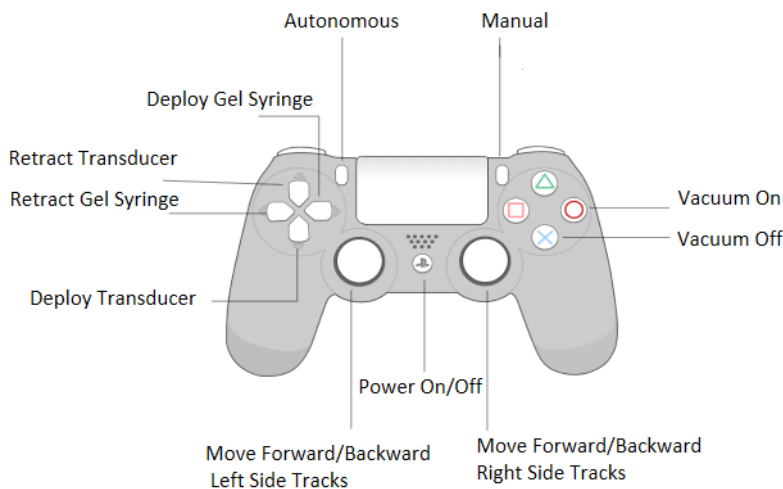 Autonomous
Manual
Deploy Gel Syringe
Retract Transducer
Retract Gel Syringe
Vacuum On
Vacuum Off
Deploy Transducer
Power On/Off
Move Forward/Backward
Left Side Tracks
Move Forward/Backward
Right Side Tracks